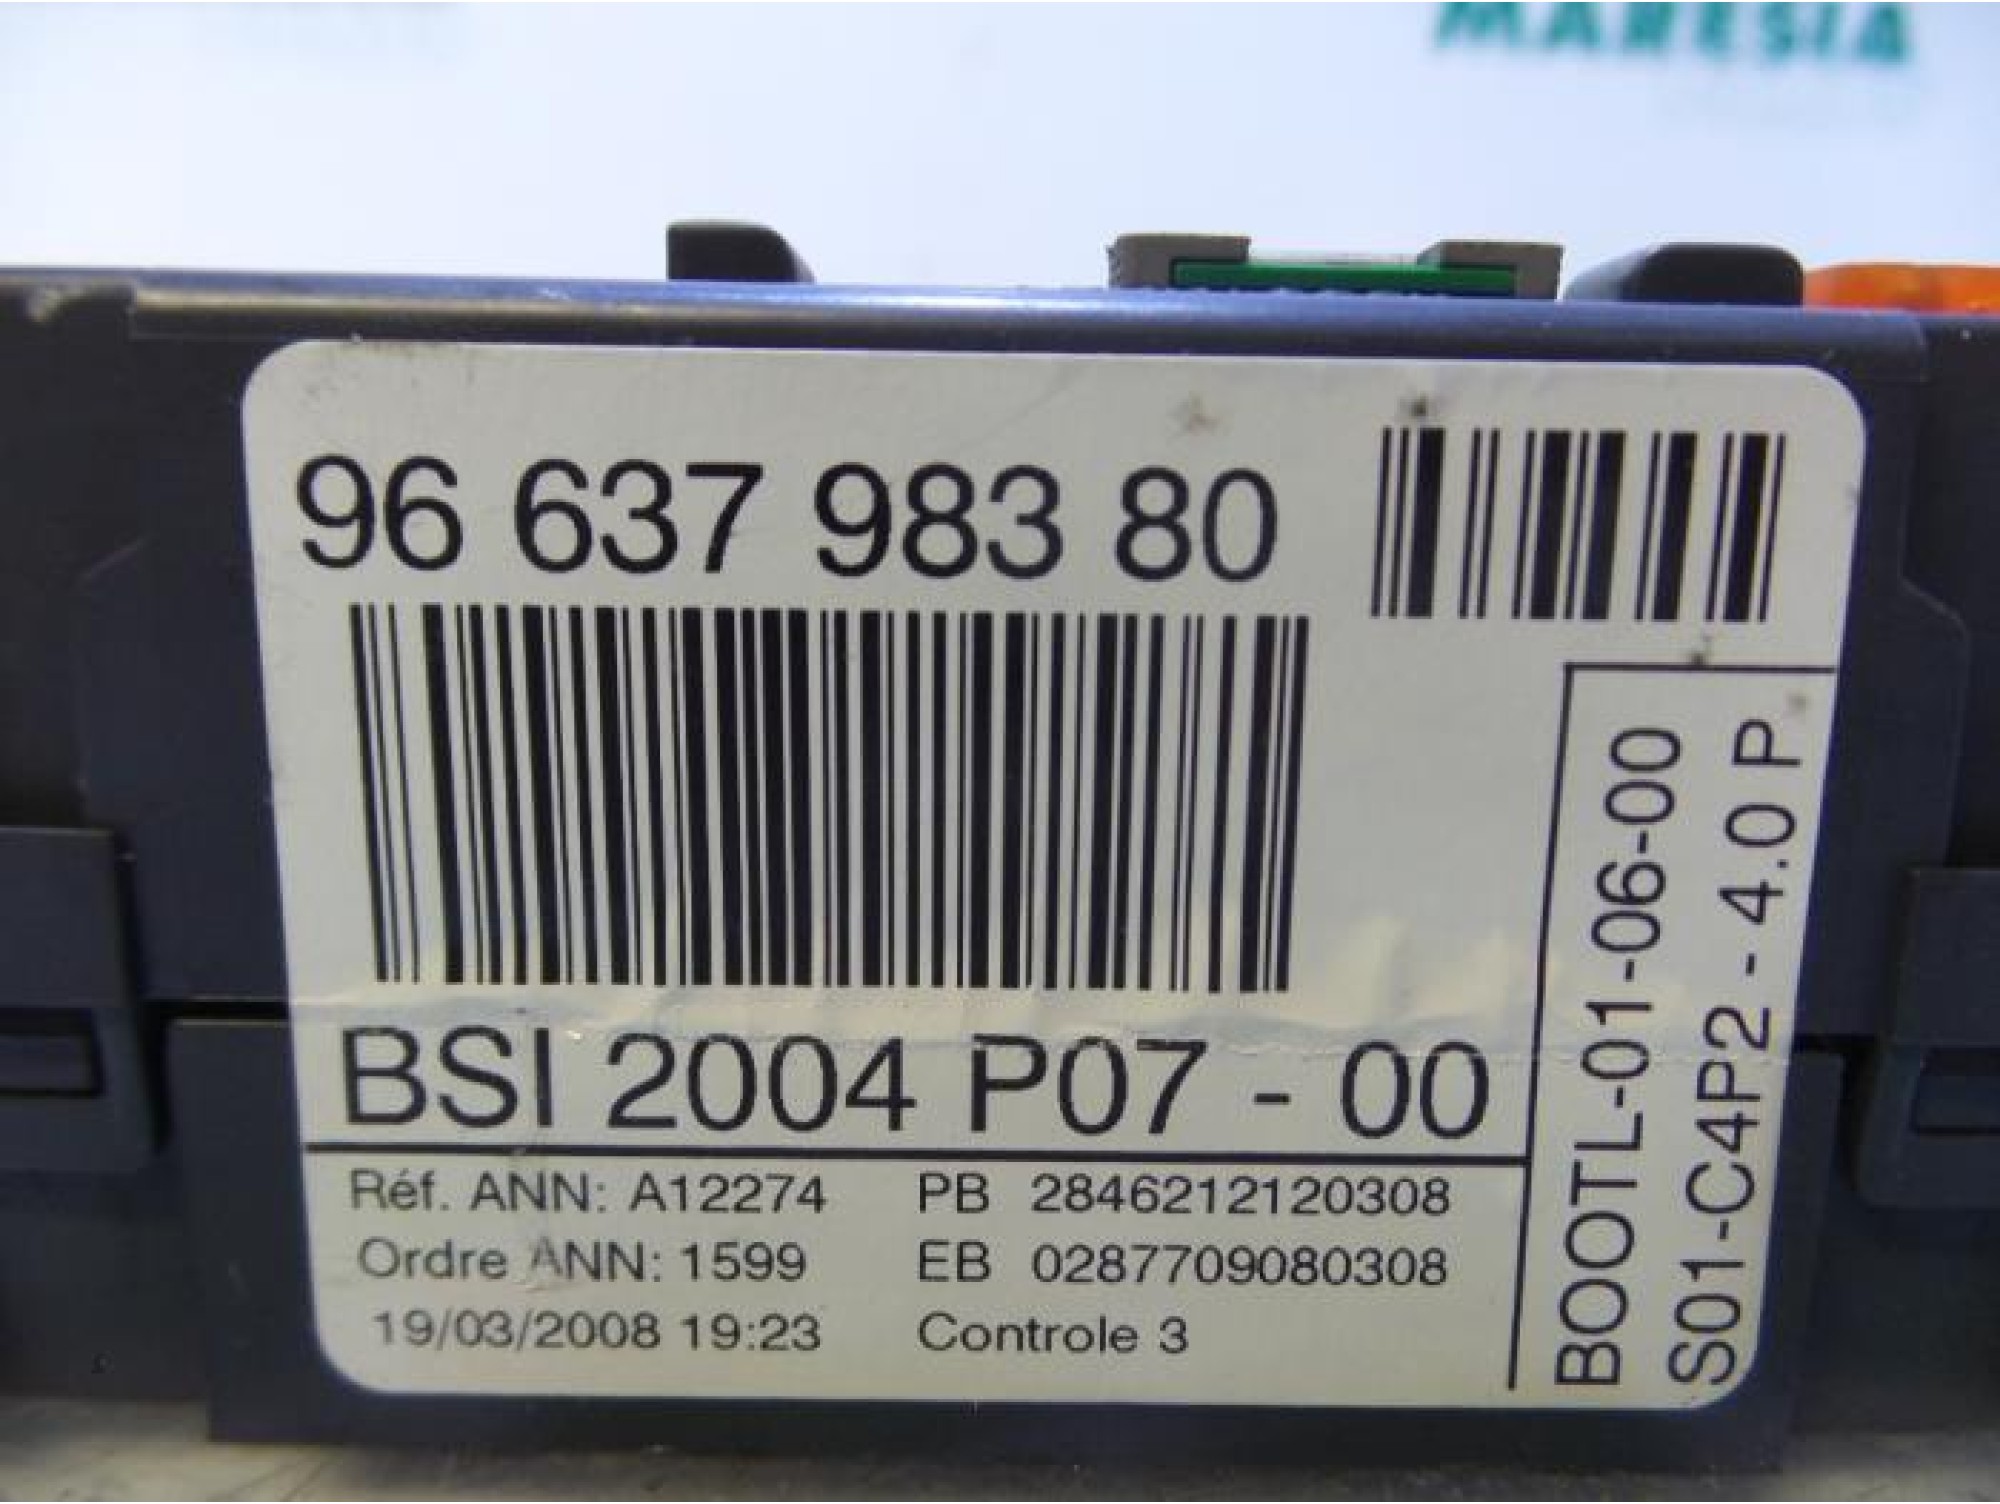 MARESIA
96 637 983 80
BSI 2004 P07 - 00
Réf. ANN: A12274 PB 2846212120308
Ordre ANN: 1599 EB 0287709080308
19/03/2008 19:23 Controle 3
BOOTL-01-06-00
S01-C4P2 - 4.0 P